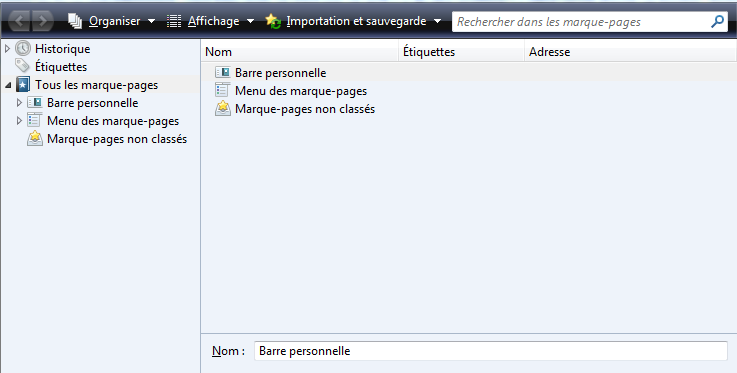 Organiser Affichage Importation et sauvegarde Rechercher dans les marque-pages
Historique
Étiquettes
Tous les marque-pages
Barre personnelle
Menu des marque-pages
Marque-pages non classés
Nom Étiquettes Adresse
Barre personnelle
Menu des marque-pages
Marque-pages non classés
Nom : Barre personnelle